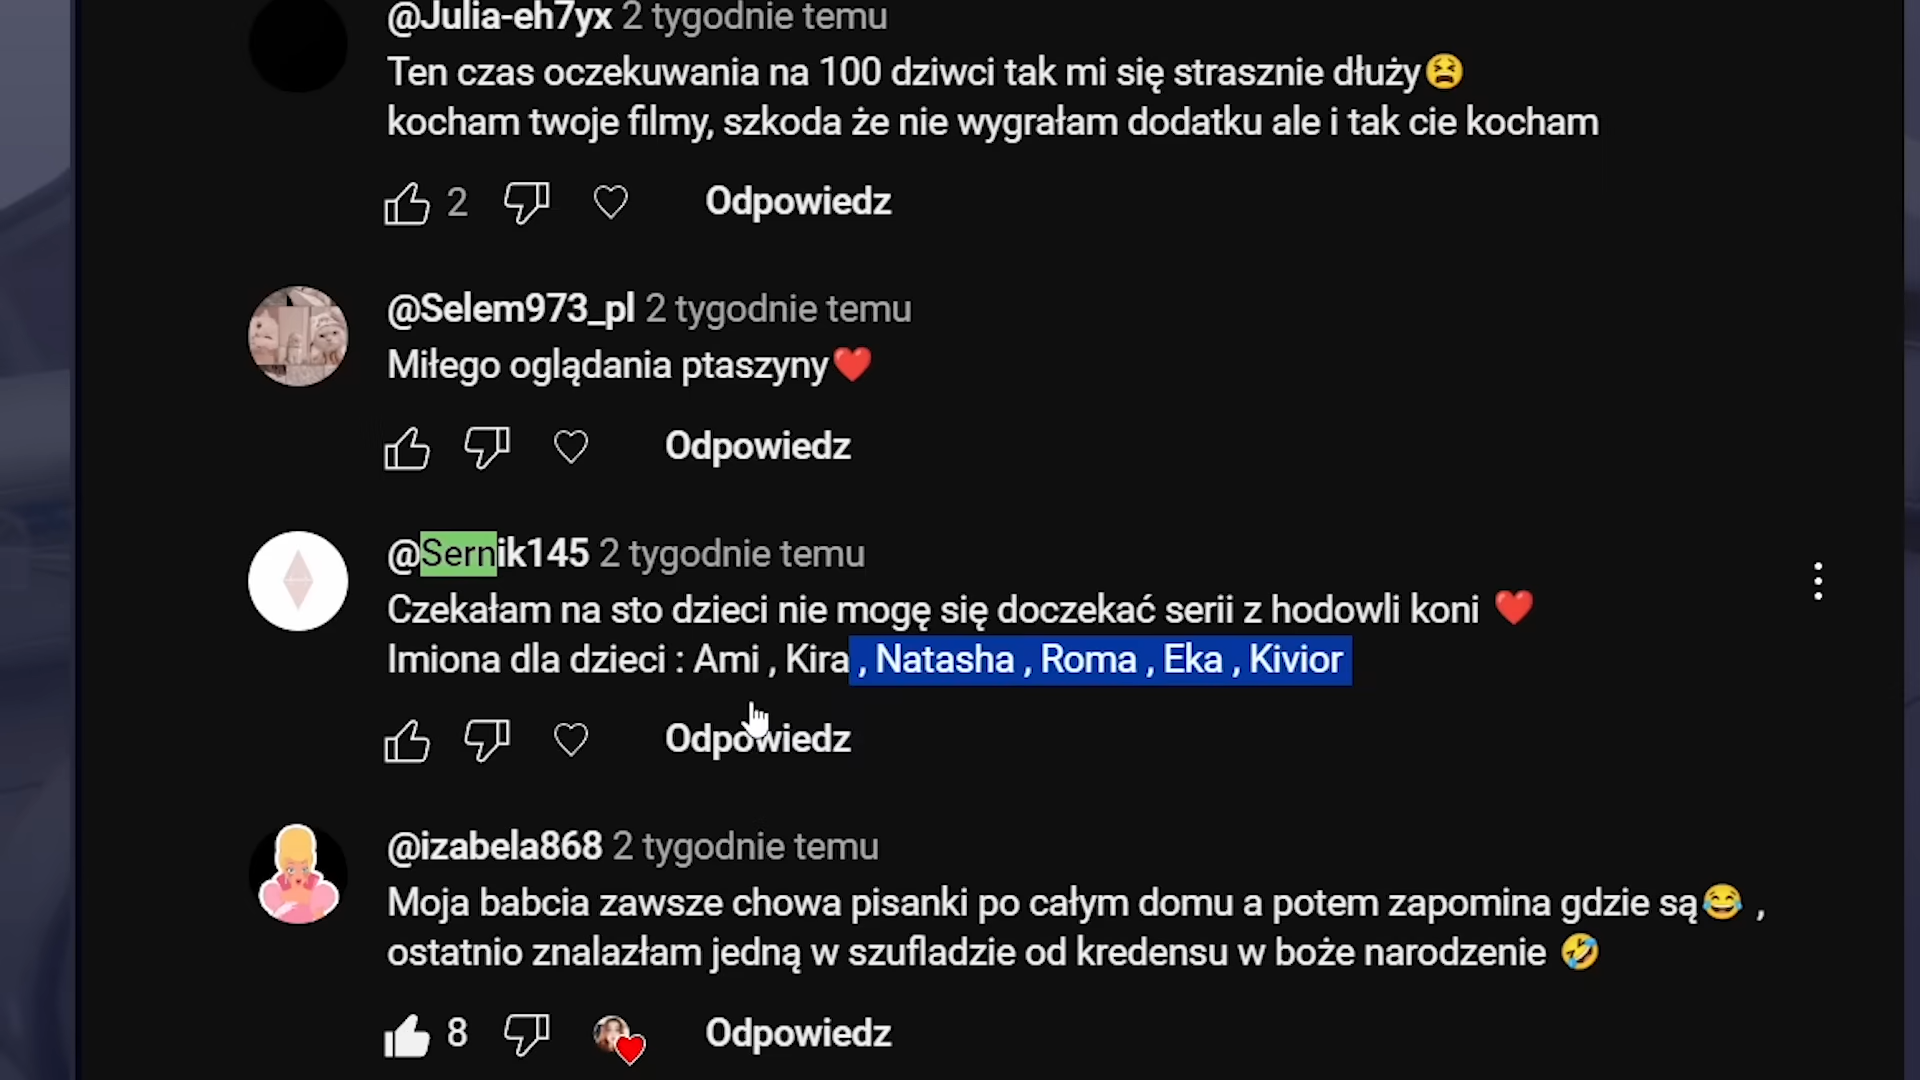 @Julia-eh7yx 2 tygodnie temu
Ten czas oczekuwania na 100 dziwci tak mi się strasznie dłuży😫
kocham twoje filmy, szkoda że nie wygrałam dodatku ale i tak cie kocham
2 Odpowiedz
@Selem973_pl 2 tygodnie temu
Miłego oglądania ptaszyny❤️
Odpowiedz
@Sernik145 2 tygodnie temu
Czekałam na sto dzieci nie mogę się doczekać serii z hodowli koni ❤️
Imiona dla dzieci : Ami , Kira , Natasha , Roma , Eka , Kivior
Odpowiedz
@izabela868 2 tygodnie temu
Moja babcia zawsze chowa pisanki po całym domu a potem zapomina gdzie są😂 ,
ostatnio znalazłam jedną w szufladzie od kredensu w boże narodzenie 🤣
8 Odpowiedz